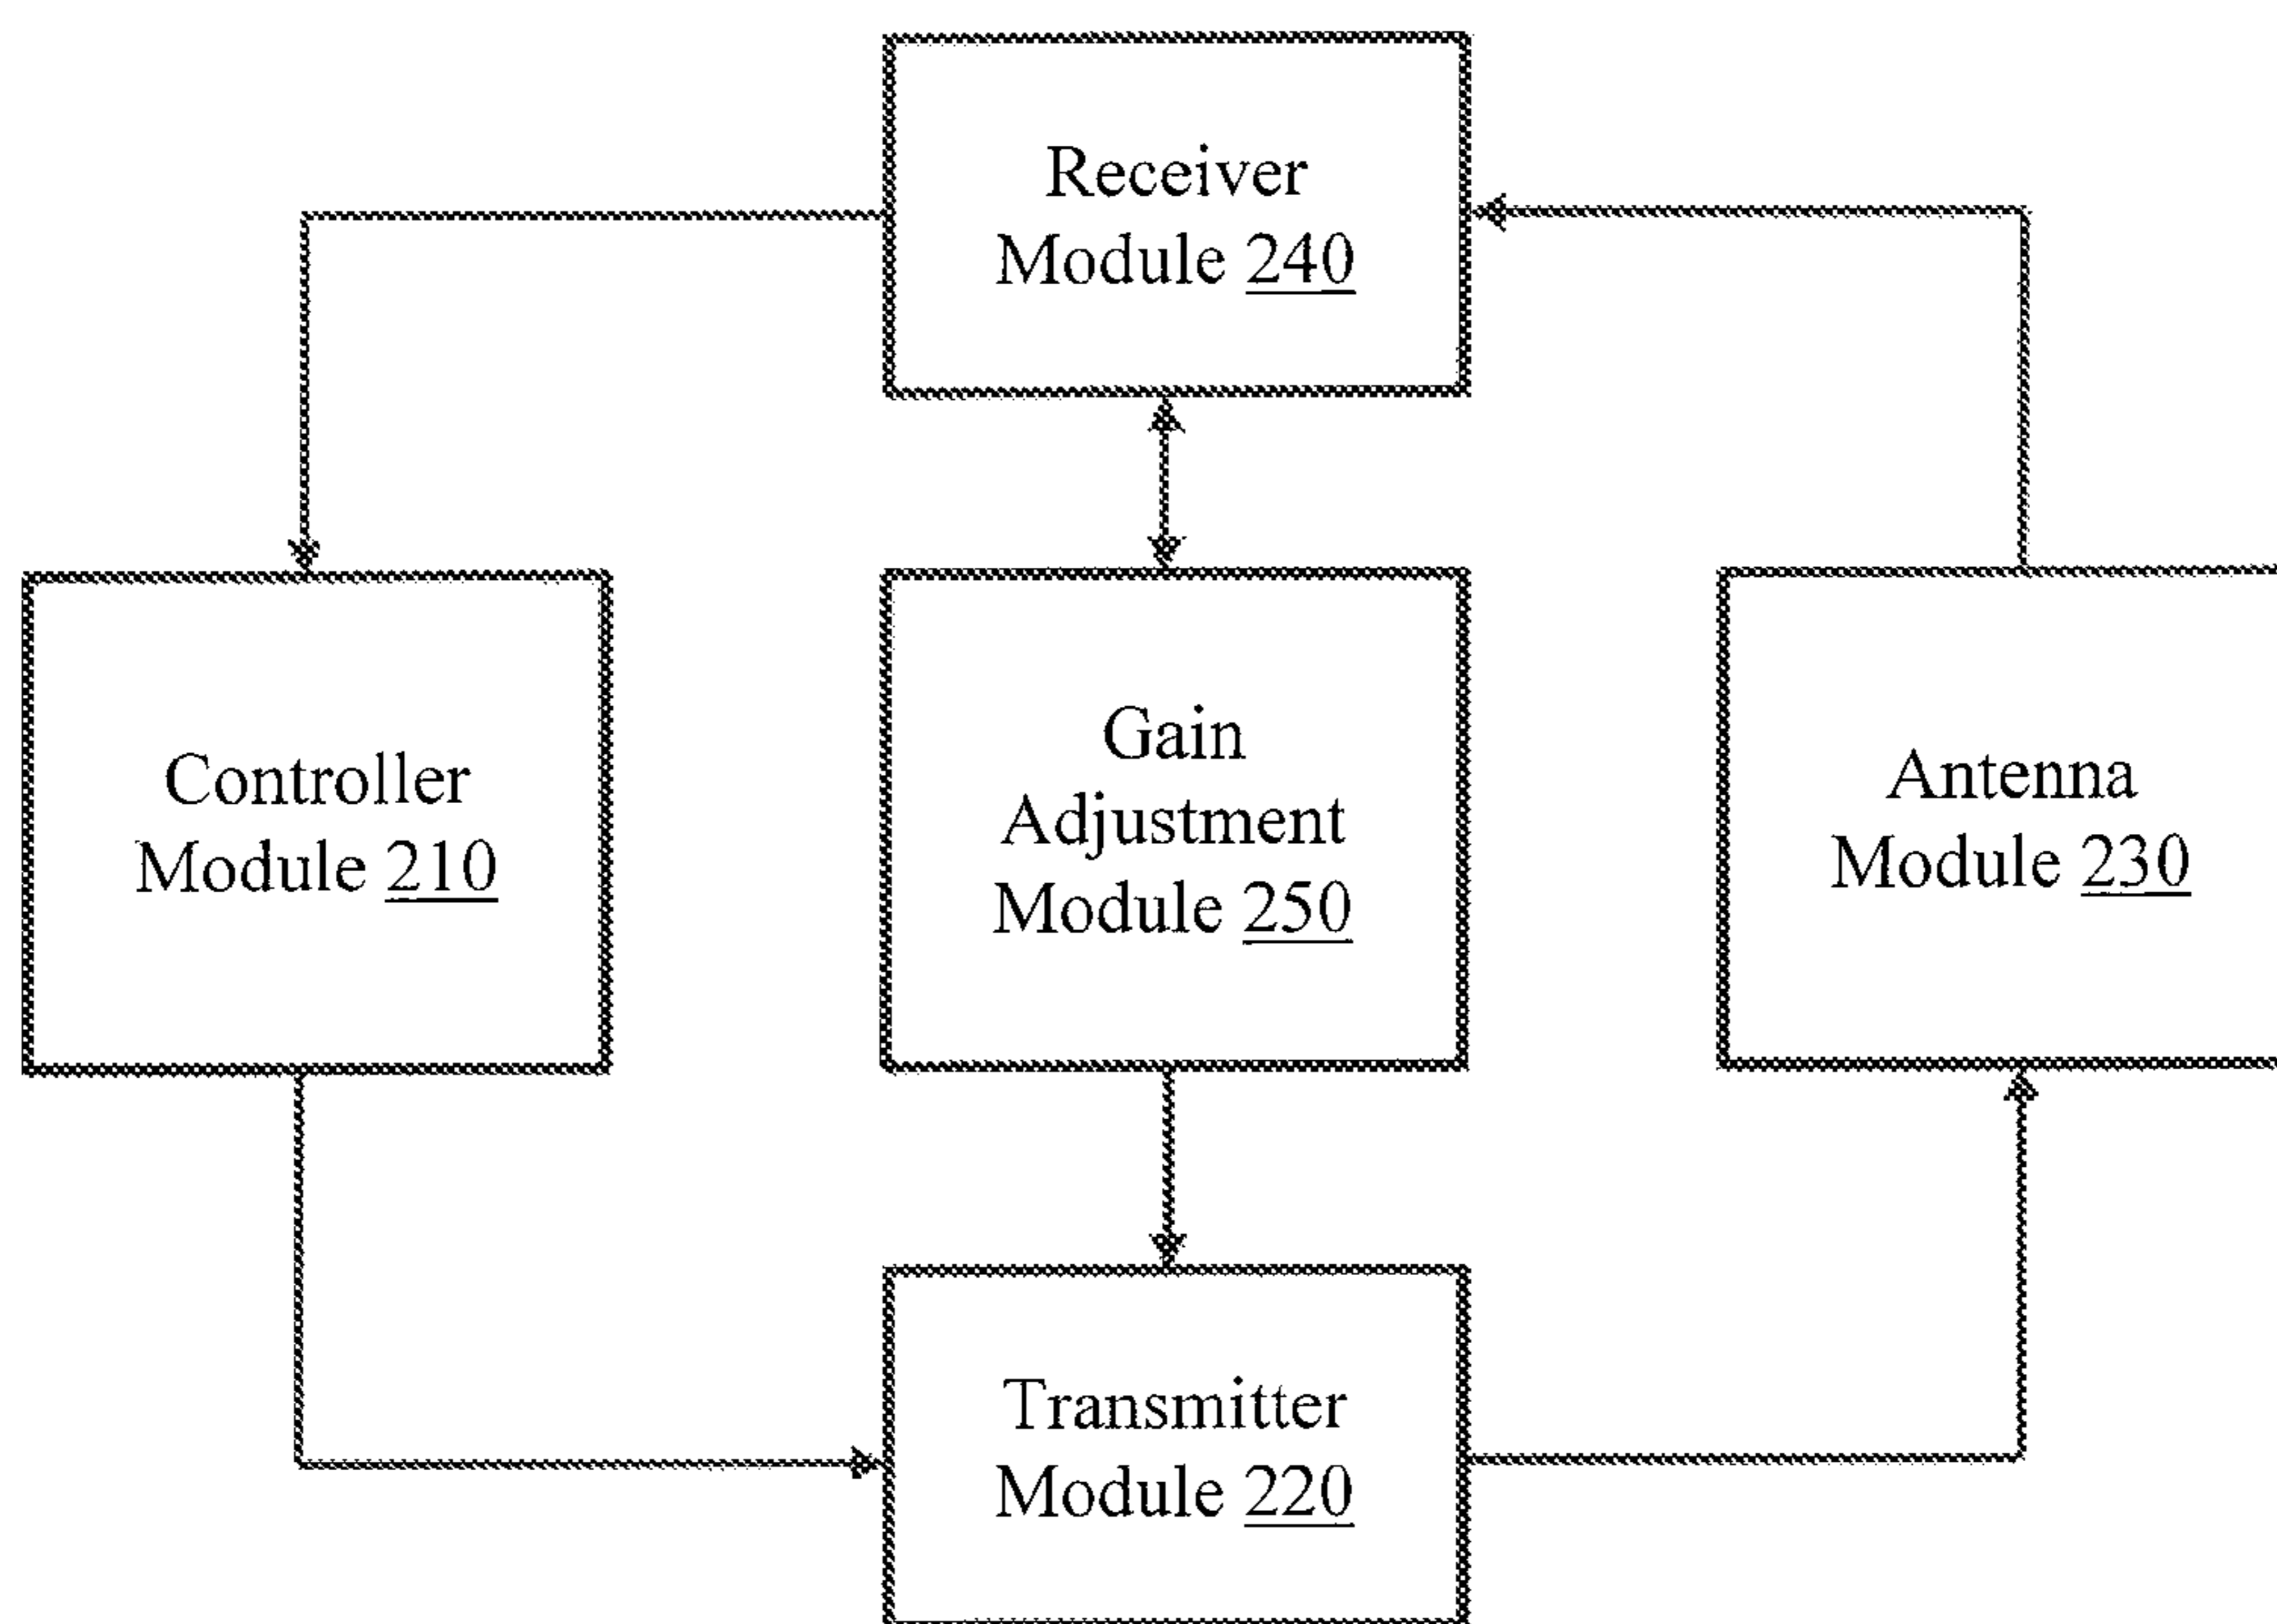 Receiver
Module 240
Controller
Module 210
Gain
Adjustment
Module 250
Antenna
Module 230
Transmitter
Module 220